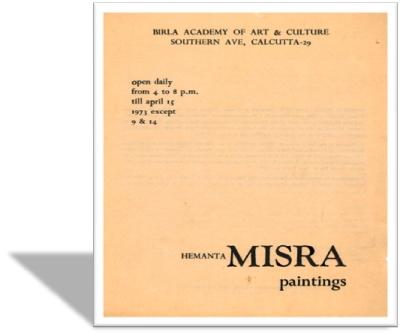 BIRLA ACADEMY OF ART & CULTURE
SOUTHERN AVE, CALCUTTA-29
open daily
from 4 to 8 p.m.
till april 15
1973 except
9 & 14
HEMANTA MISRA
paintings